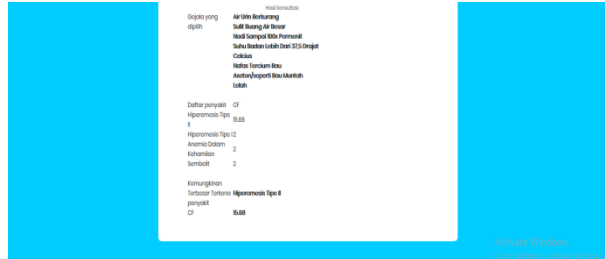 Hasil konsultasi
Gejala yang Air Urin Berkurang
dipilih Sulit Buang Air Besar
Nadi Sampai 100x Permenit
Suhu Badan Lebih Dari 37,5 Drajat
Celcius
Nafas Tercium Bau
Aseton/seperti Bau Muntah
Lelah
Daftar penyakit CF
Hiperemesis Tipe
II 15.68
Hiperemesis Tipe I 2
Anemia Dalam
Kehamilan 2
Sembelit 2
Kemungkinan
Terbesar Terkena Hiperemesis Tipe II
penyakit
CF 15.68
Activate Windows